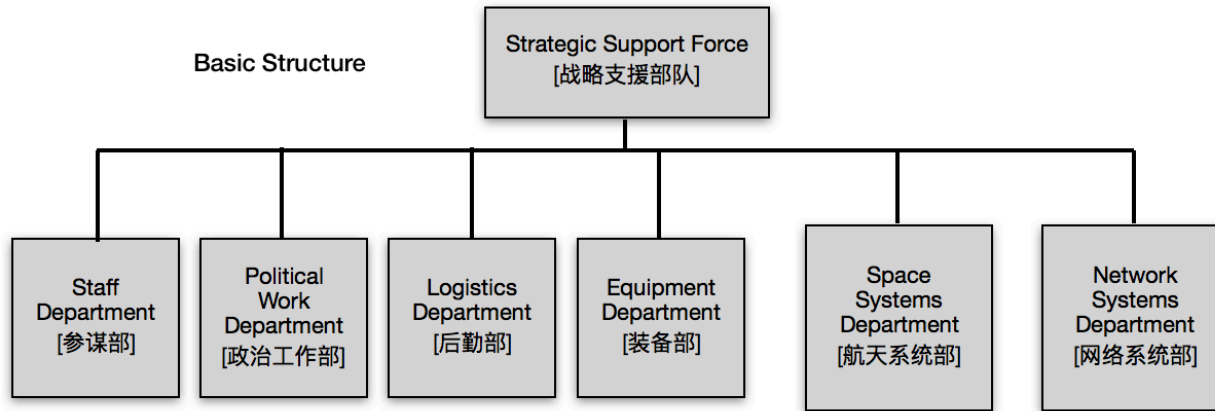 Basic Structure
Strategic Support Force
[战略支援部队]
Staff
Department
[参谋部]
Political
Work
Department
[政治工作部]
Logistics
Department
[后勤部]
Equipment
Department
[装备部]
Space
Systems
Department
[航天系统部]
Network
Systems
Department
[网络系统部]